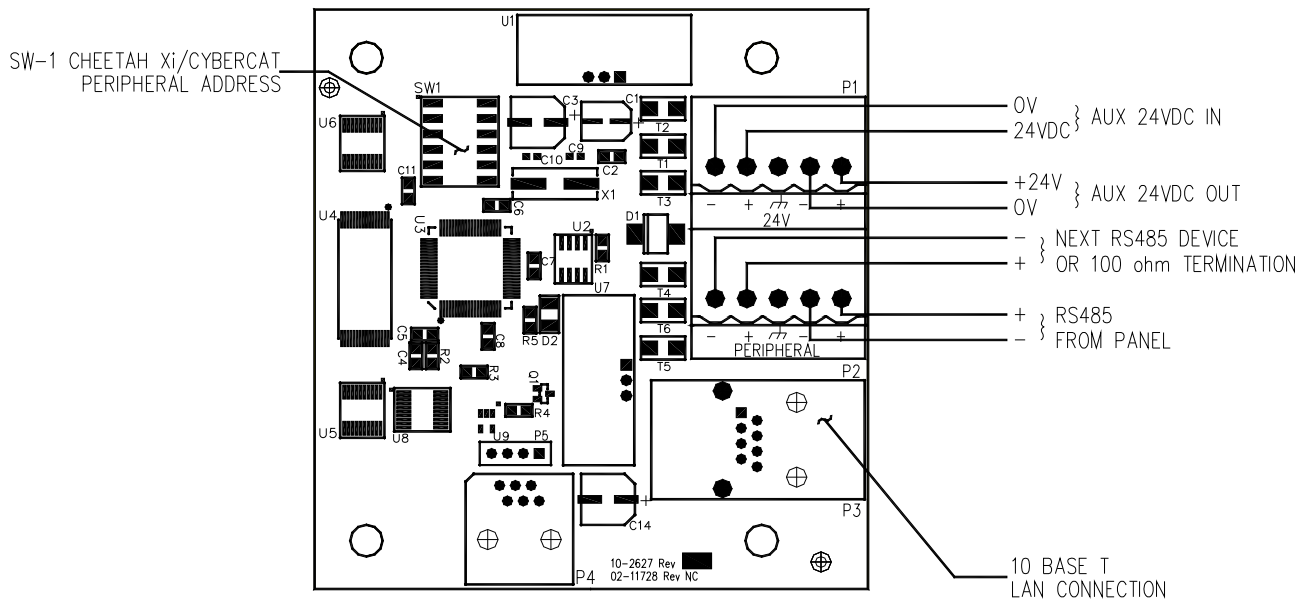 U1
SW-1 CHEETAH Xi/CYBERCAT
PERIPHERAL ADDRESS
SW1
C3
+
C1
+
P1
0V
24VDC
} AUX 24VDC IN
U6
T2
C10
C9
C2
T1
C11
X1
T3
+24V
0V
} AUX 24VDC OUT
- + - +
24V
U4
U3
C6
U2
D1
- NEXT RS485 DEVICE
+ OR 100 ohm TERMINATION
C7
R1
T4
U7
T6
+ RS485
- FROM PANEL
C5
C4
R2
C8
R5
D2
T5
- + - +
PERIPHERAL
R3
Q1
P2
R4
U5
U8
U9
P5
P3
+
C14
P4
10-2627 Rev
02-11728 Rev NC
10 BASE T
LAN CONNECTION